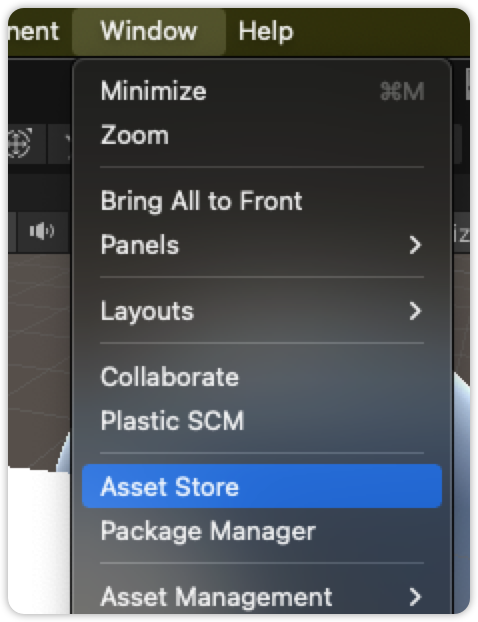 nent Window Help
Minimize ⌘M
Zoom
Bring All to Front
Panels
Layouts
Collaborate
Plastic SCM
Asset Store
Package Manager
Asset Management